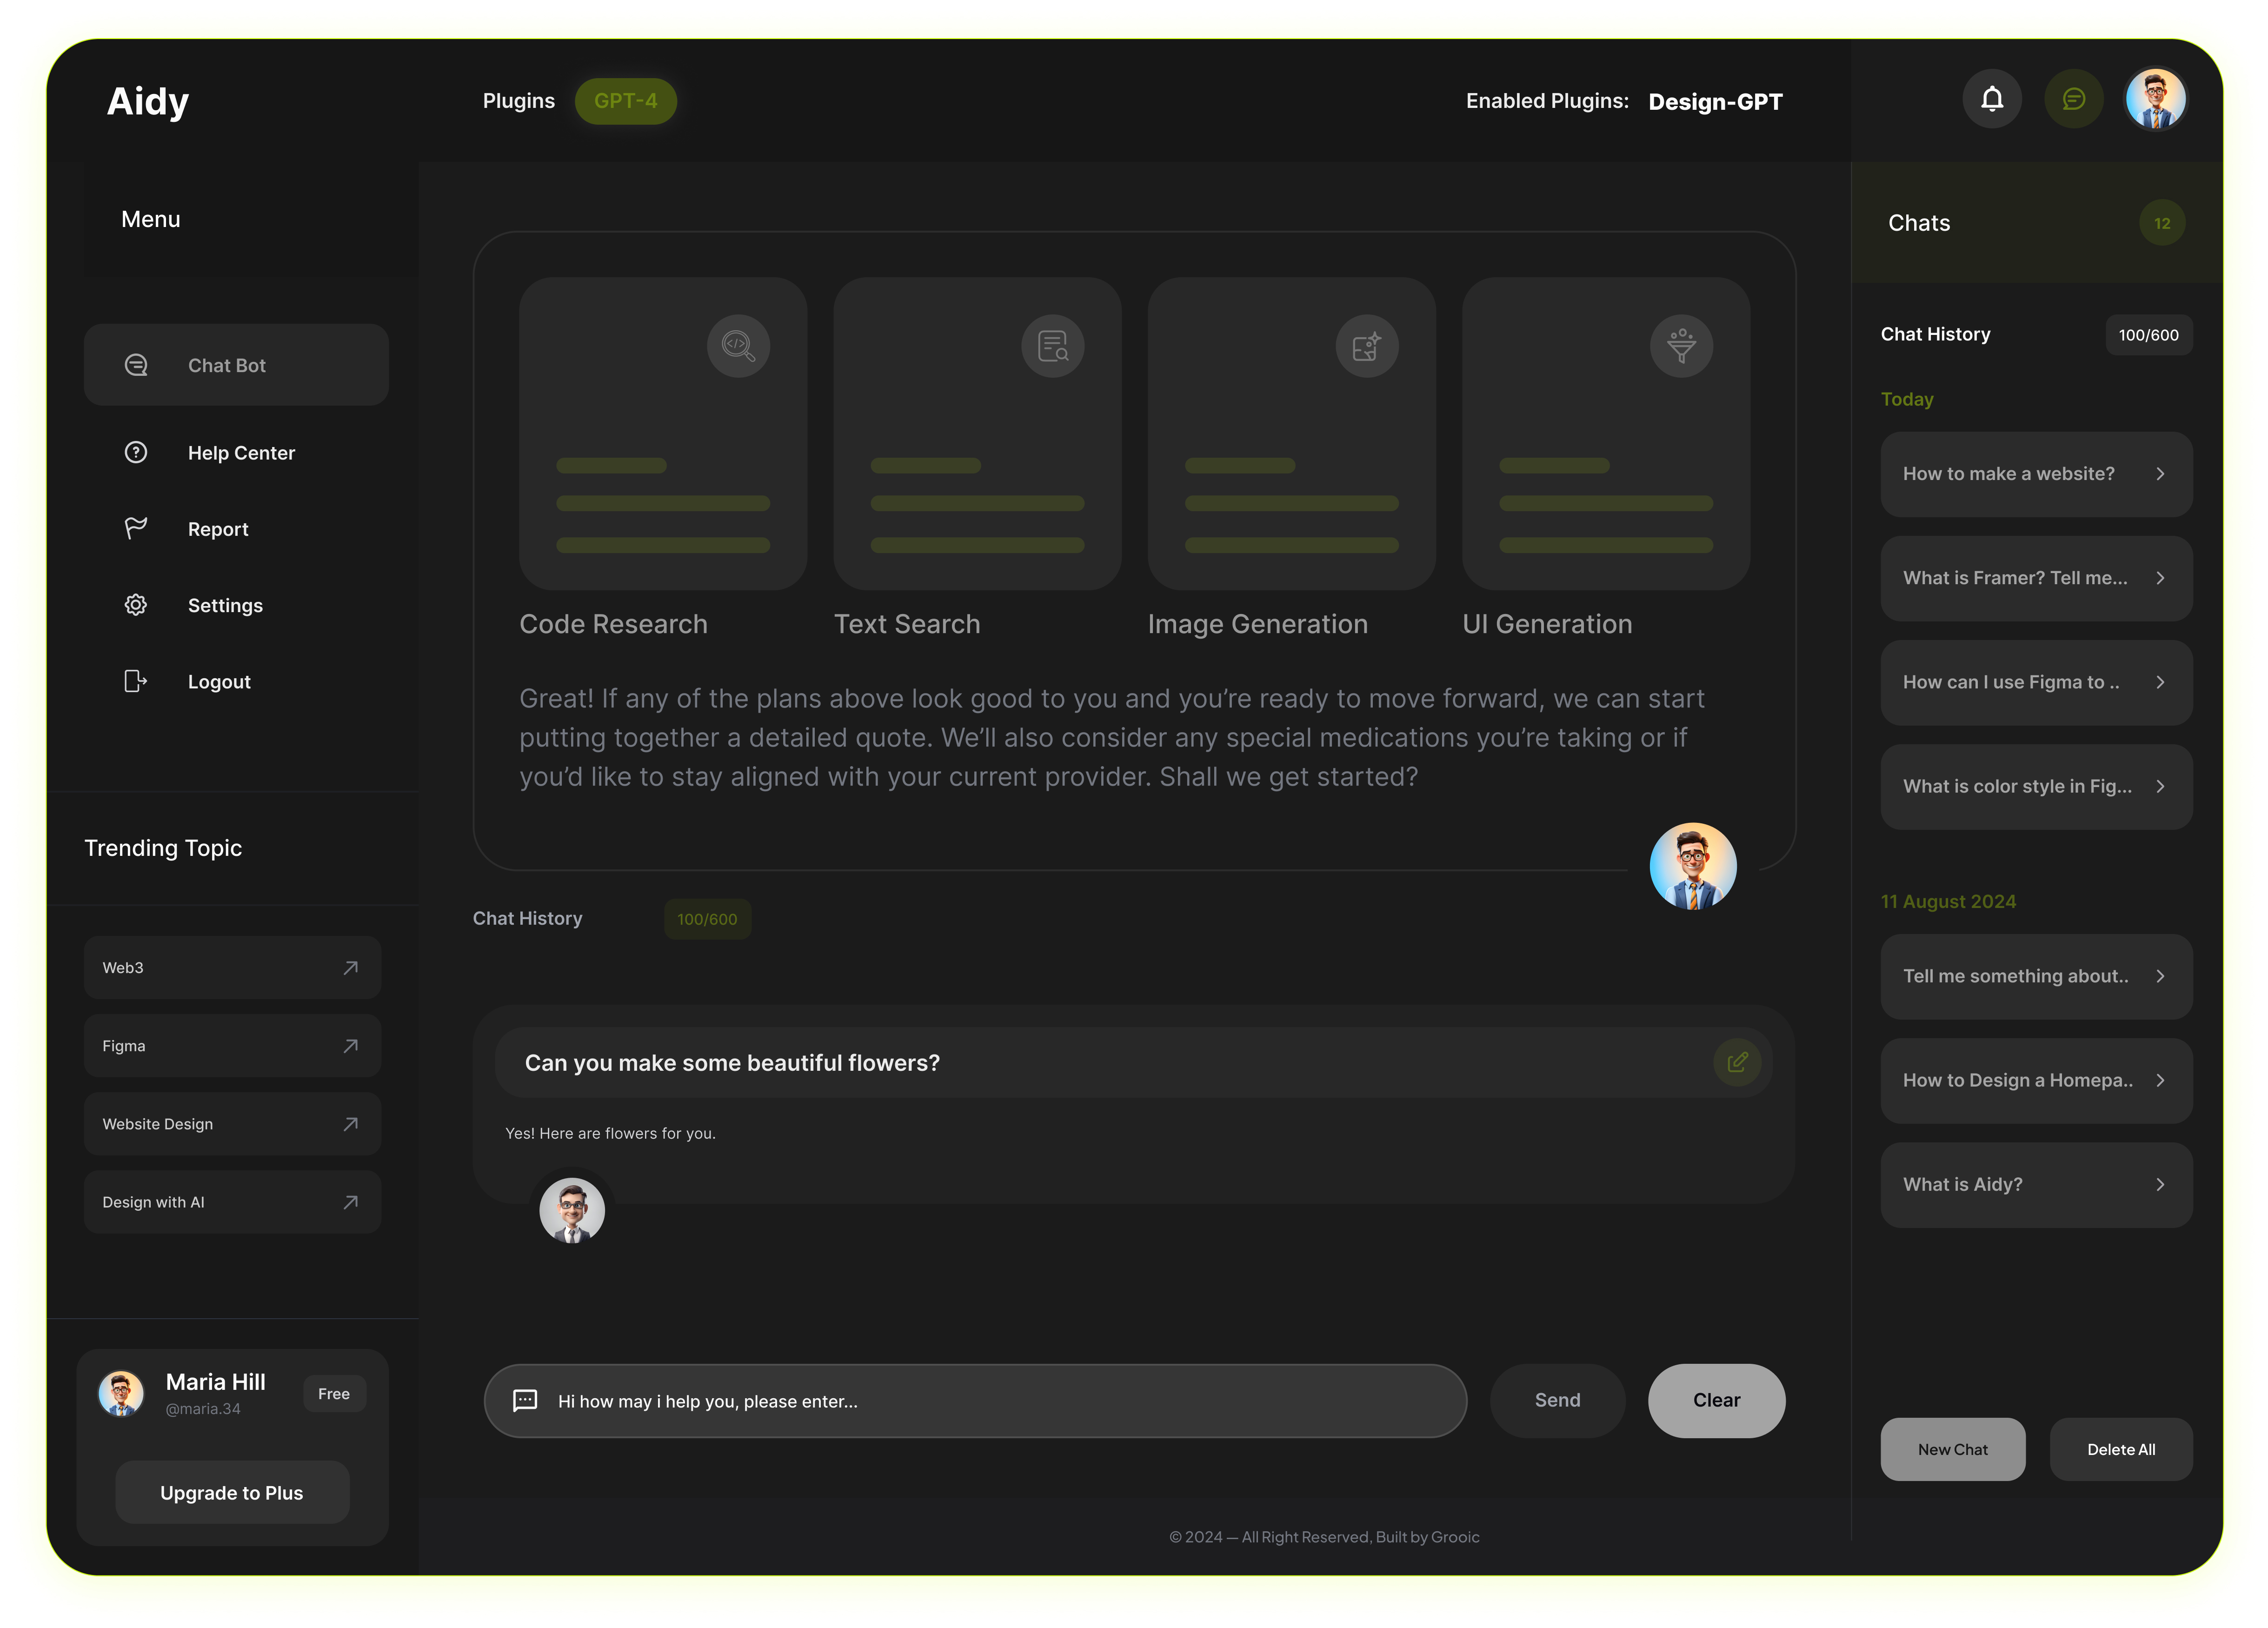 Aidy
Plugins
GPT-4
Enabled Plugins:
Design-GPT
Menu
Chat Bot
Help Center
Report
Settings
Logout
Trending Topic
Web3
Figma
Website Design
Design with AI
Maria Hill
@maria.34
Free
Upgrade to Plus
Code Research
Text Search
Image Generation
UI Generation
Great! If any of the plans above look good to you and you’re ready to move forward, we can start
putting together a detailed quote. We’ll also consider any special medications you’re taking or if
you’d like to stay aligned with your current provider. Shall we get started?
Chat History
100/600
Can you make some beautiful flowers?
Yes! Here are flowers for you.
Hi how may i help you, please enter...
Send
Clear
© 2024 — All Right Reserved, Built by Grooic
Chats
12
Chat History
100/600
Today
How to make a website?
What is Framer? Tell me...
How can I use Figma to ..
What is color style in Fig...
11 August 2024
Tell me something about..
How to Design a Homepa..
What is Aidy?
New Chat
Delete All